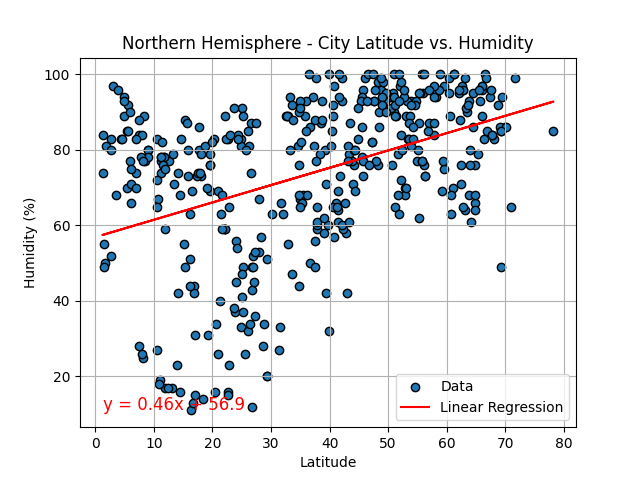 Northern Hemisphere - City Latitude vs. Humidity
Humidity (%)
100
80
60
40
20
y = 0.46x + 56.9
Data
Linear Regression
0 10 20 30 40 50 60 70 80
Latitude